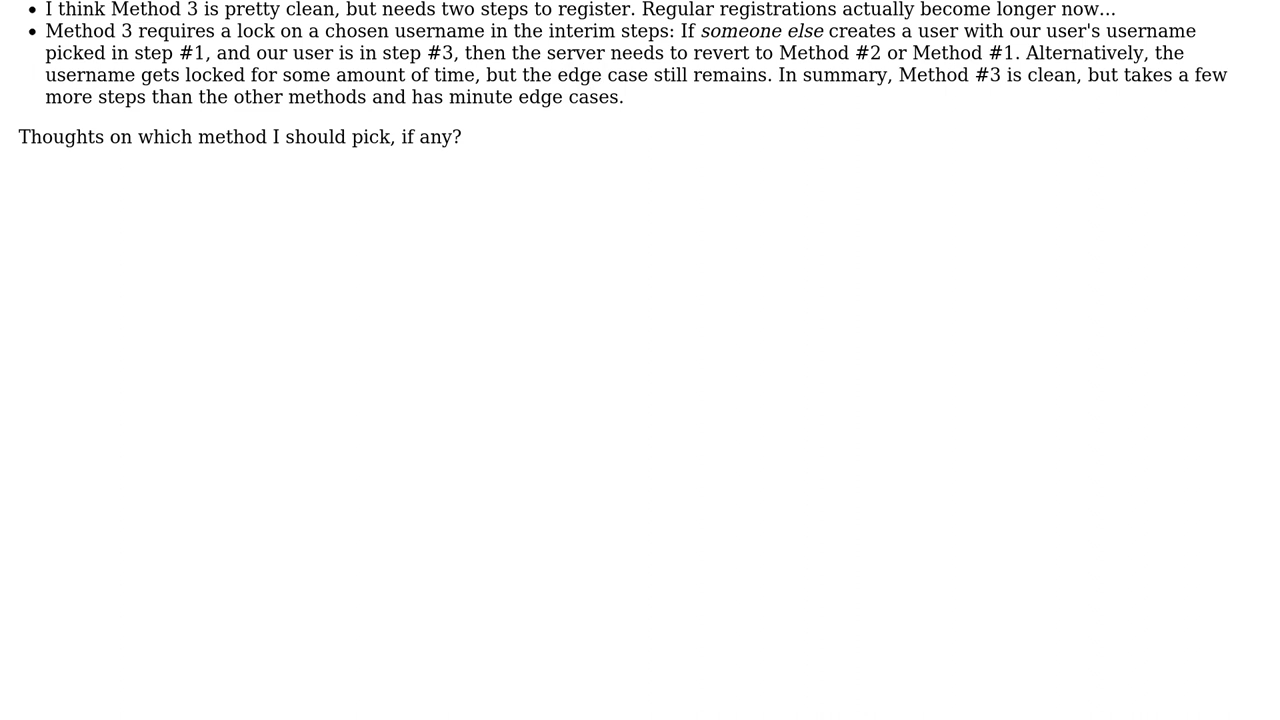 • I think Method 3 is pretty clean, but needs two steps to register. Regular registrations actually become longer now...
• Method 3 requires a lock on a chosen username in the interim steps: If someone else creates a user with our user's username
picked in step #1, and our user is in step #3, then the server needs to revert to Method #2 or Method #1. Alternatively, the
username gets locked for some amount of time, but the edge case still remains. In summary, Method #3 is clean, but takes a few
more steps than the other methods and has minute edge cases.
Thoughts on which method I should pick, if any?